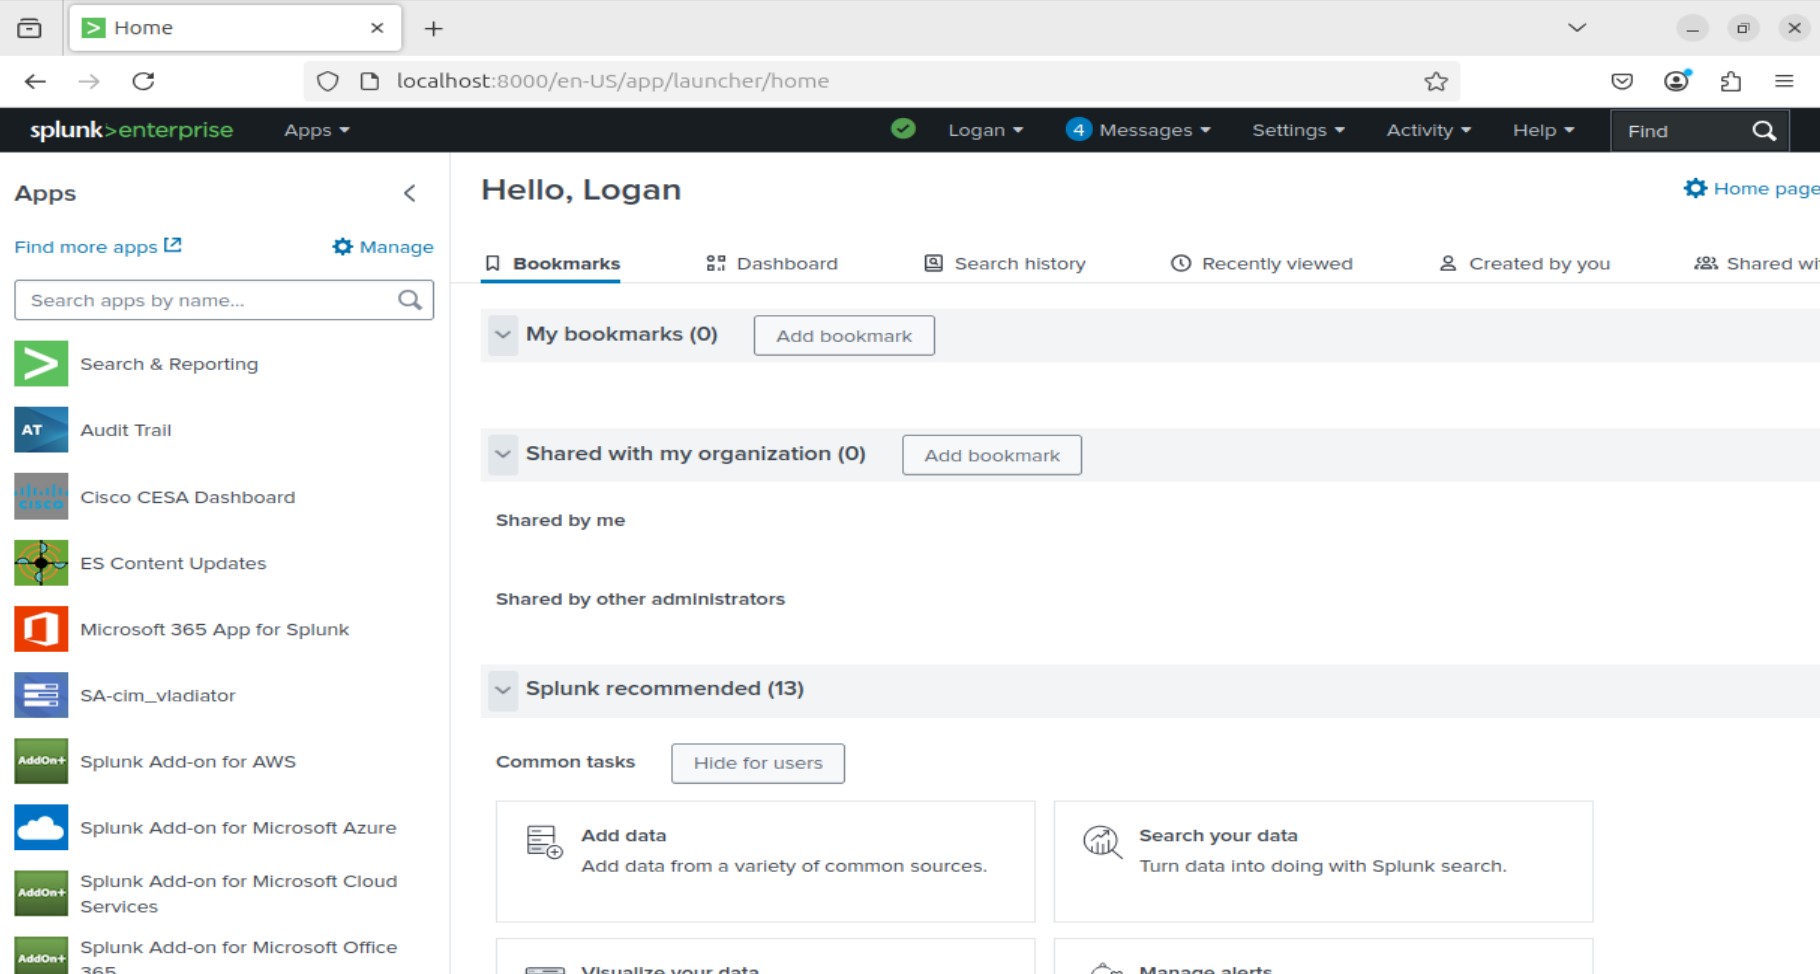 Home
localhost:8000/en-US/app/launcher/home
splunk>enterprise Apps Logan 4 Messages Settings Activity Help Find
Apps
Find more apps Manage
Search apps by name...
Search & Reporting
AT Audit Trail
cisco Cisco CESA Dashboard
ES Content Updates
Microsoft 365 App for Splunk
SA-cim_vladiator
AddOn+ Splunk Add-on for AWS
Splunk Add-on for Microsoft Azure
AddOn+ Splunk Add-on for Microsoft Cloud
Services
AddOn+ Splunk Add-on for Microsoft Office
365
Hello, Logan
Home page
Bookmarks Dashboard Search history Recently viewed Created by you Shared wi
My bookmarks (0) Add bookmark
Shared with my organization (0) Add bookmark
Shared by me
Shared by other administrators
Splunk recommended (13)
Common tasks Hide for users
Add data
Add data from a variety of common sources.
Search your data
Turn data into doing with Splunk search.
Visualize your data
Manage alerts